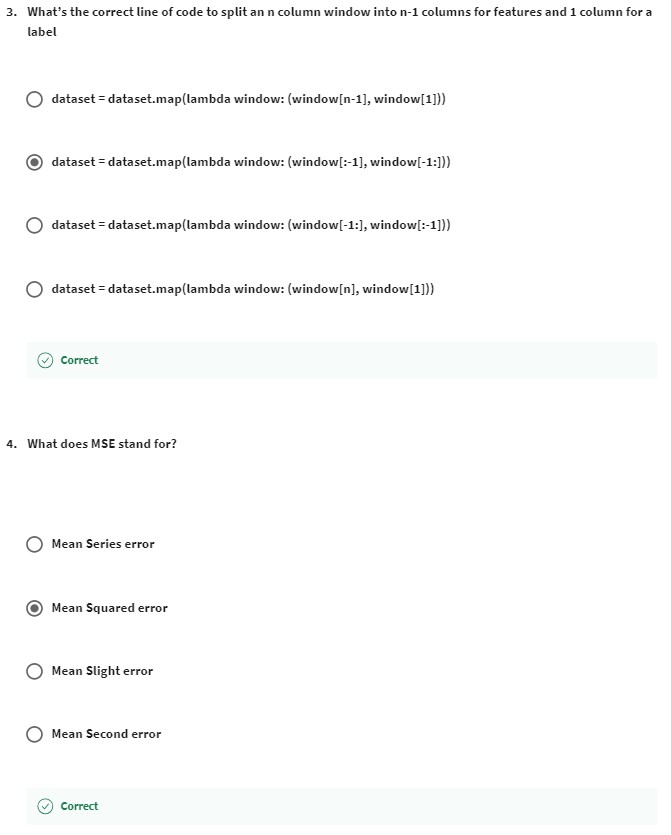 3. What's the correct line of code to split an n column window into n-1 columns for features and 1 column for a
label
dataset = dataset.map(lambda window: (window[n-1], window[1]))
dataset = dataset.map(lambda window: (window[:-1], window[-1:]))
dataset = dataset.map(lambda window: (window[-1:], window[:-1]))
dataset = dataset.map(lambda window: (window[n], window[1]))
Correct
4. What does MSE stand for?
Mean Series error
Mean Squared error
Mean Slight error
Mean Second error
Correct